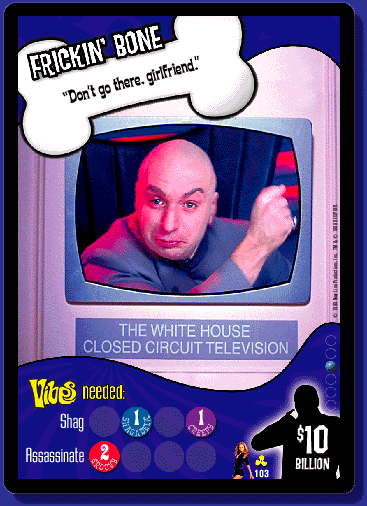 FRICKIN' BONE
"Don't go there, girlfriend."
THE WHITE HOUSE
CLOSED CIRCUIT TELEVISION
Vibes needed:
Shag 1 1
Assassinate 2
$10
BILLION
103